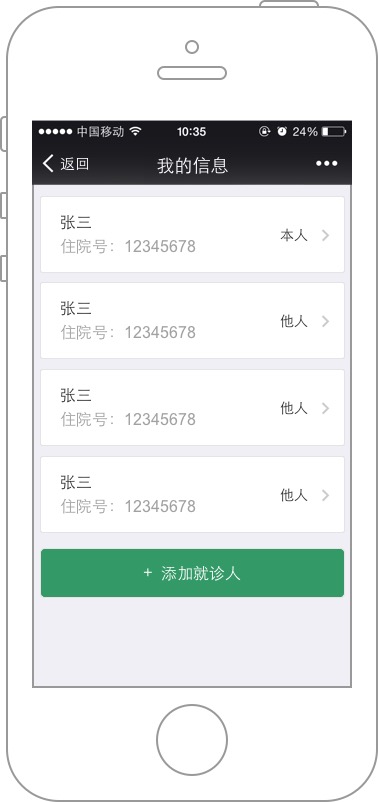 中国移动 10:35 24%
返回 我的信息 •••
张三
住院号：12345678
本人
张三
住院号：12345678
他人
张三
住院号：12345678
他人
张三
住院号：12345678
他人
+ 添加就诊人